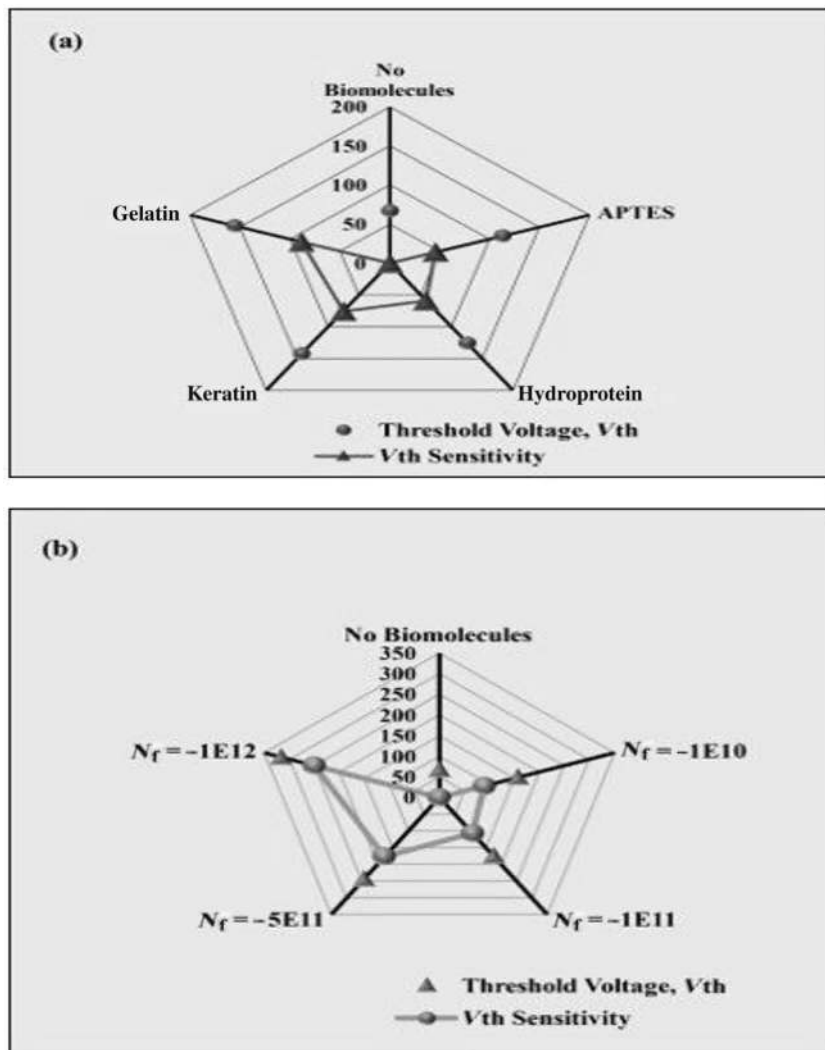 (a)
No
Biomolecules
200
150
100
50
0
Gelatin
APTES
Keratin
Hydroprotein
Threshold Voltage, Vth
Vth Sensitivity
(b)
No Biomolecules
350
300
250
200
150
100
50
0
Nf = -1E12
Nf = -1E10
Nf = -5E11
Nf = -1E11
Threshold Voltage, Vth
Vth Sensitivity